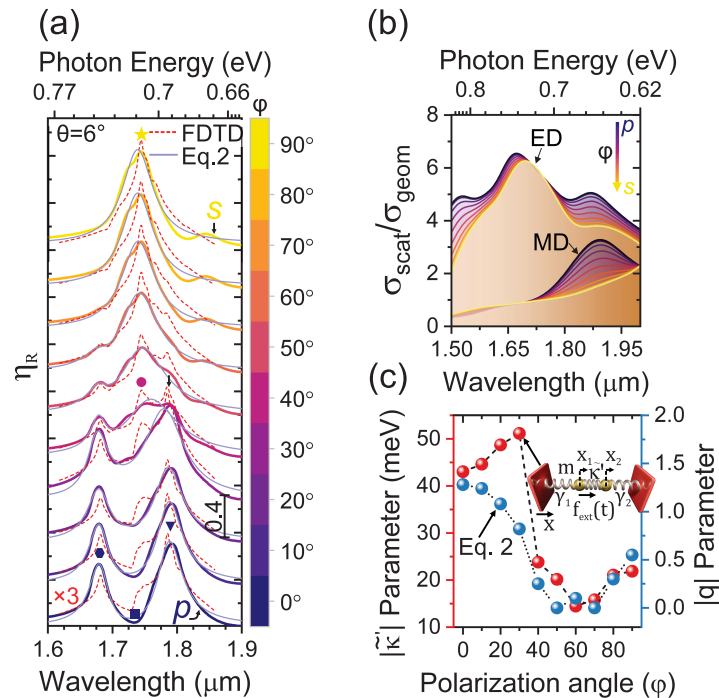 (a)
Photon Energy (eV)
0.77 0.7 0.66
θ=6°
FDTD
Eq.2
s
φ
90°
80°
70°
60°
50°
40°
30°
20°
10°
0°
η_R
0.4
×3
p
1.6 1.7 1.8 1.9
Wavelength (μm)
(b)
Photon Energy (eV)
0.8 0.7 0.62
8
6
4
2
0
σ_scat/σ_geom
ED
MD
p
φ
s
1.50 1.65 1.80 1.95
Wavelength (μm)
(c)
50
40
30
20
10
|κ̃'| Parameter (meV)
2.0
1.5
1.0
0.5
0.0
|q| Parameter
m x₁ κ̃' x₂
γ₁ f_ext(t) γ₂
x
Eq. 2
0 20 40 60 80
Polarization angle (φ)